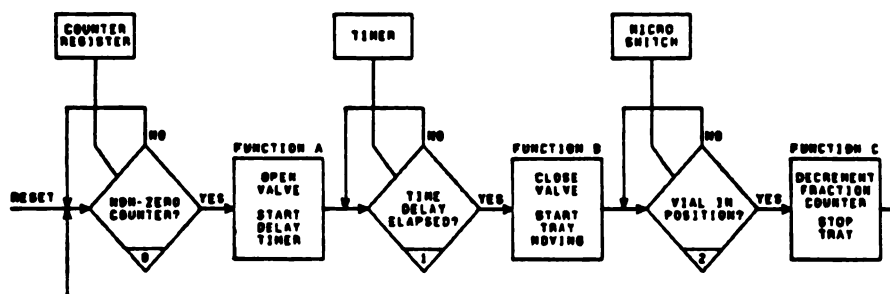 COUNTER
REGISTER
TIMER
MICRO
SWITCH
NO
NO
NO
FUNCTION A
FUNCTION B
FUNCTION C
RESET
NON-ZERO
COUNTER?
YES
OPEN
VALVE
START
DELAY
TIMER
TIME
DELAY
ELAPSED?
YES
CLOSE
VALVE
START
TRAY
MOVING
VIAL IN
POSITION?
YES
DECREMENT
FRACTION
COUNTER
STOP
TRAY
0
1
2